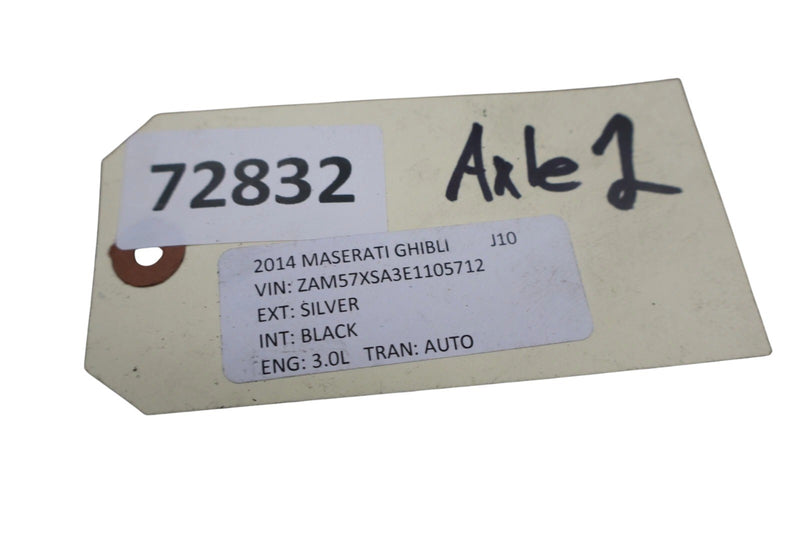 72832
Axle 1
2014 MASERATI GHIBLI J10
VIN: ZAM57XSA3E1105712
EXT: SILVER
INT: BLACK
ENG: 3.0L TRAN: AUTO